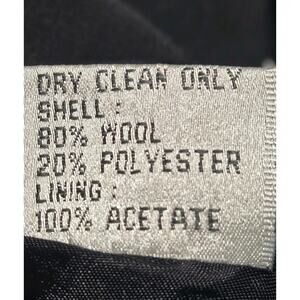 DRY CLEAN ONLY
SHELL :
80% WOOL
20% POLYESTER
LINING :
100% ACETATE